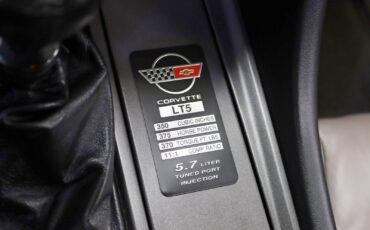 CORVETTE
LT5
350 CUBIC INCHES
375 HORSE POWER
370 TORQUE FT. LBS
11:1 COMP. RATIO
5.7 LITER
TUNED PORT
INJECTION